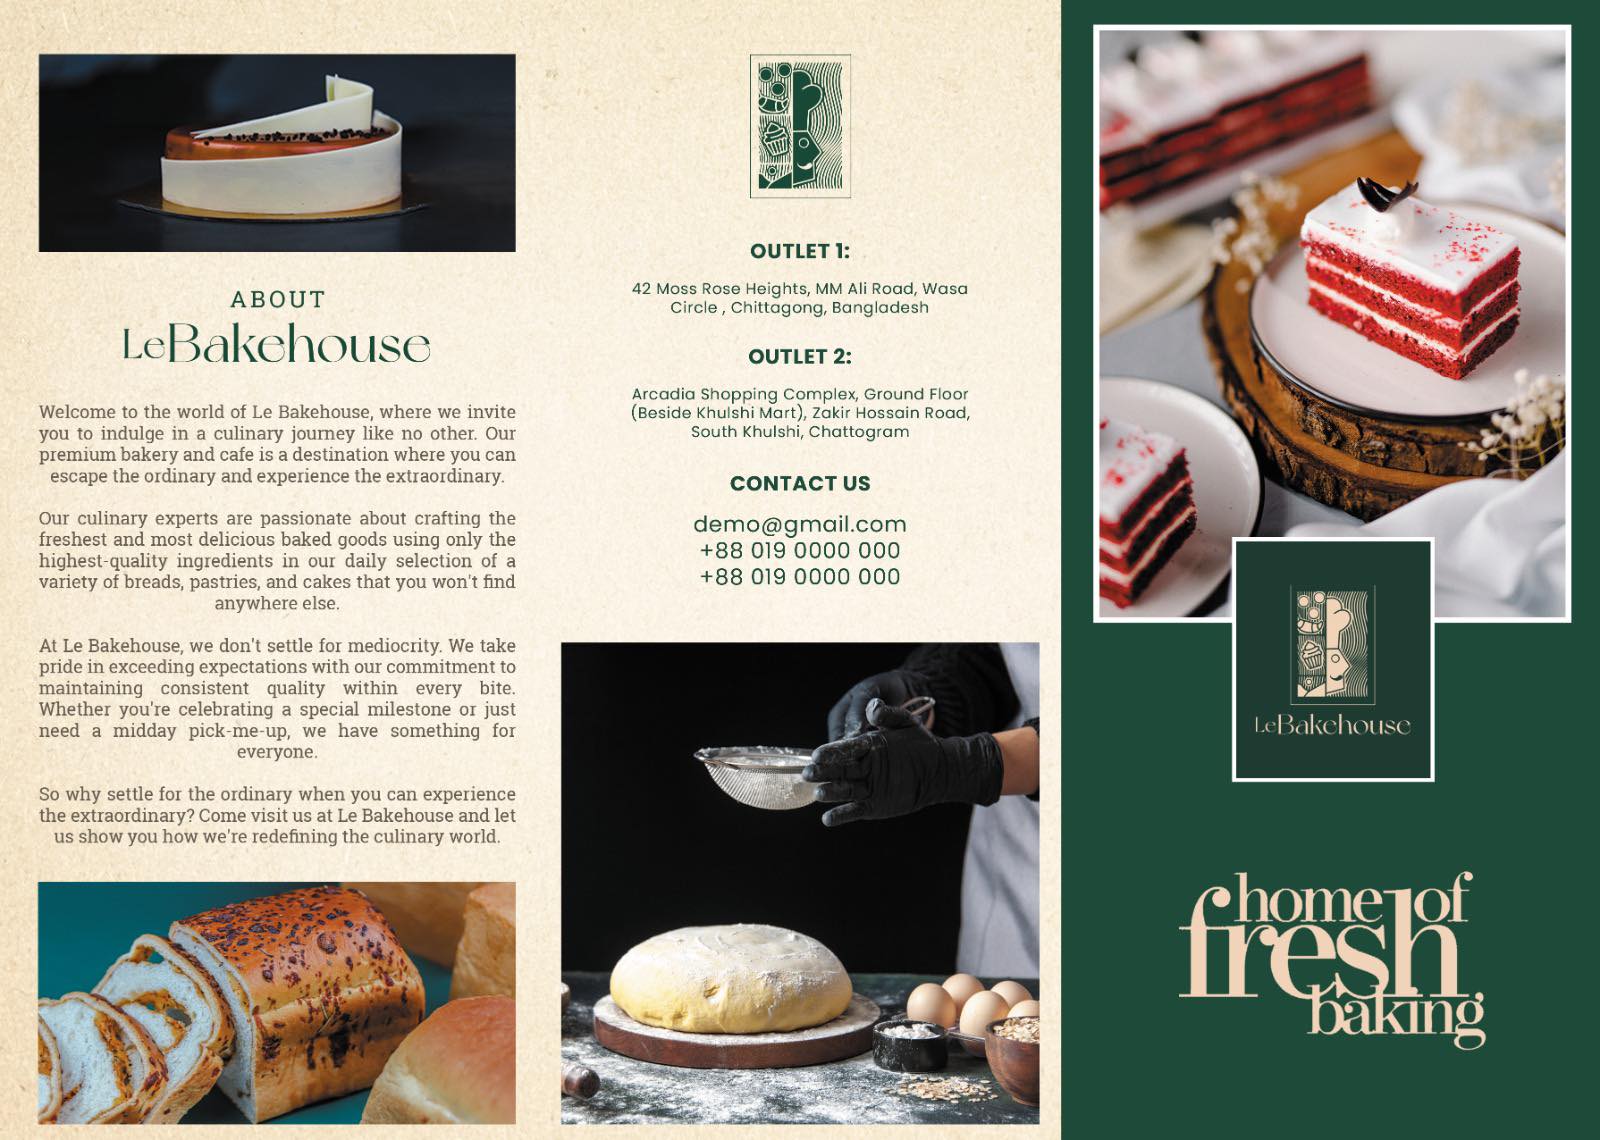 ABOUT
LeBakehouse
Welcome to the world of Le Bakehouse, where we invite
you to indulge in a culinary journey like no other. Our
premium bakery and cafe is a destination where you can
escape the ordinary and experience the extraordinary.
Our culinary experts are passionate about crafting the
freshest and most delicious baked goods using only the
highest-quality ingredients in our daily selection of a
variety of breads, pastries, and cakes that you won't find
anywhere else.
At Le Bakehouse, we don't settle for mediocrity. We take
pride in exceeding expectations with our commitment to
maintaining consistent quality within every bite.
Whether you're celebrating a special milestone or just
need a midday pick-me-up, we have something for
everyone.
So why settle for the ordinary when you can experience
the extraordinary? Come visit us at Le Bakehouse and let
us show you how we're redefining the culinary world.
OUTLET 1:
42 Moss Rose Heights, MM Ali Road, Wasa
Circle , Chittagong, Bangladesh
OUTLET 2:
Arcadia Shopping Complex, Ground Floor
(Beside Khulshi Mart), Zakir Hossain Road,
South Khulshi, Chattogram
CONTACT US
demo@gmail.com
+88 019 0000 000
+88 019 0000 000
LeBakehouse
home of
fresh
baking